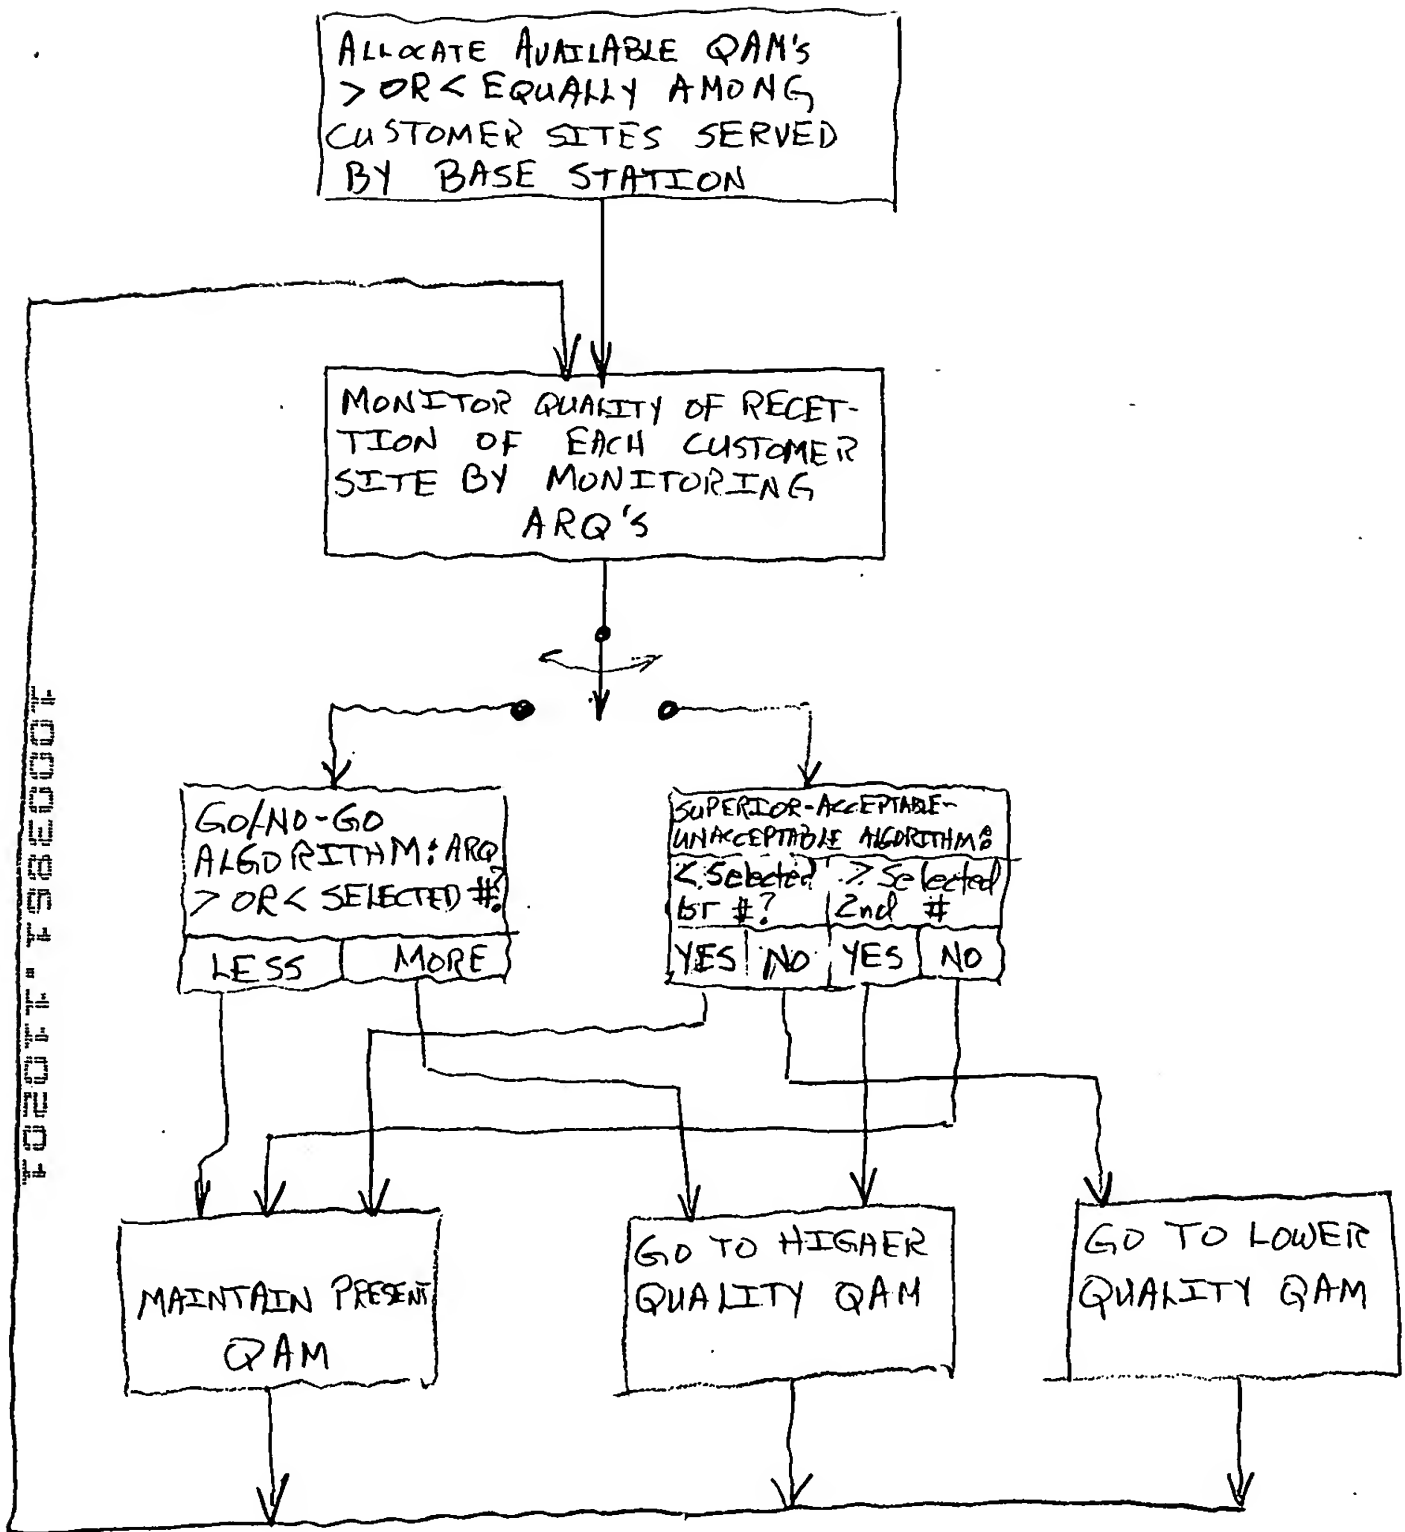 ALLOCATE AVAILABLE QAM's
> OR < EQUALLY AMONG
CUSTOMER SITES SERVED
BY BASE STATION
MONITOR QUALITY OF RECET-
TION OF EACH CUSTOMER
SITE BY MONITORING
ARQ'S
GO/NO-GO
ALGORITHM: ARQ
> OR < SELECTED #?
LESS
MORE
SUPERIOR-ACCEPTABLE-
UNACCEPTABLE ALGORITHM:
< Selected
1ST #?
> Selected
2nd #
YES
NO
YES
NO
MAINTAIN PRESENT
QAM
GO TO HIGHER
QUALITY QAM
GO TO LOWER
QUALITY QAM
10003851.110201